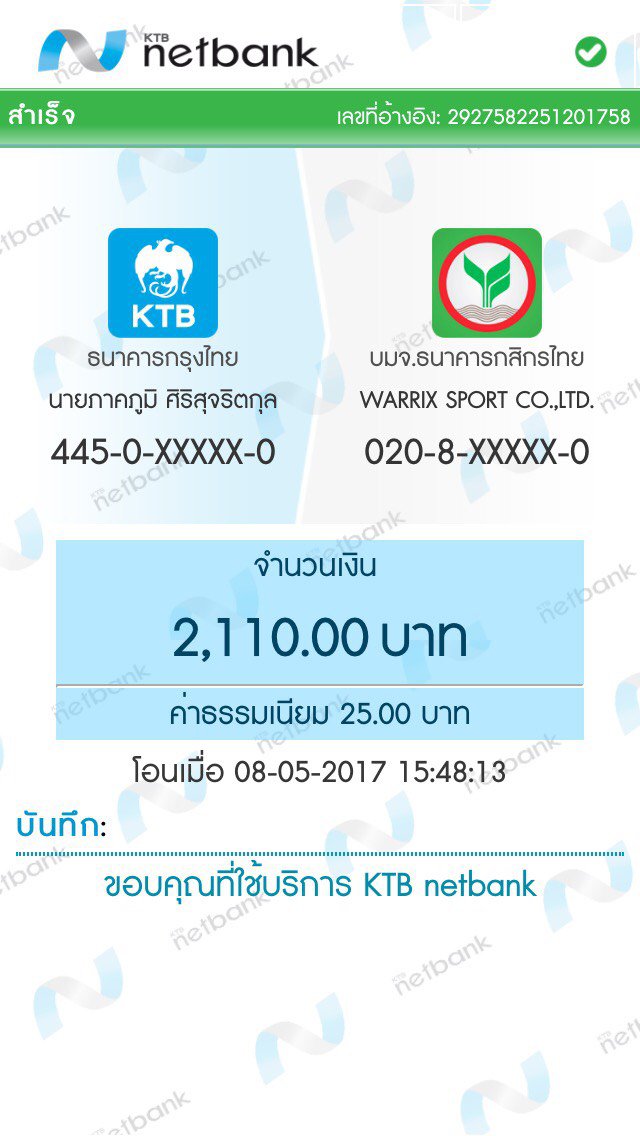 KTB
netbank
สำเร็จ
เลขที่อ้างอิง: 2927582251201758
KTB
ธนาคารกรุงไทย
นายภาคภูมิ ศิริสุจริตกุล
445-0-XXXXX-0
บมจ.ธนาคารกสิกรไทย
WARRIX SPORT CO.,LTD.
020-8-XXXXX-0
จำนวนเงิน
2,110.00 บาท
ค่าธรรมเนียม 25.00 บาท
โอนเมื่อ 08-05-2017 15:48:13
บันทึก:
ขอบคุณที่ใช้บริการ KTB netbank